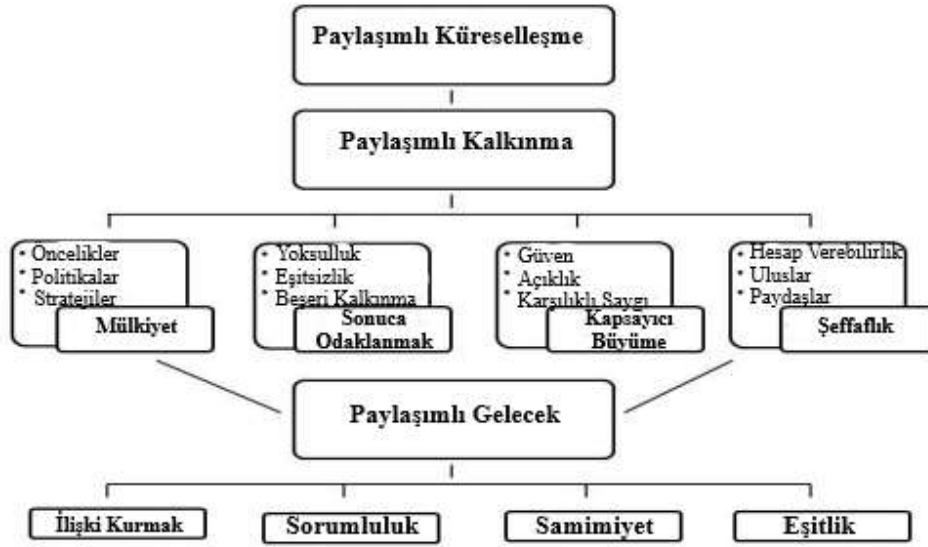 Paylaşımlı Küreselleşme
Paylaşımlı Kalkınma
• Öncelikler
• Politikalar
• Stratejiler
Mülkiyet
• Yoksulluk
• Eşitsizlik
• Beşeri Kalkınma
Sonuca
Odaklanmak
• Güven
• Açıklık
• Karşılıklı Saygı
Kapsayıcı
Büyüme
• Hesap Verebilirlik
• Uluslar
• Paydaşlar
Şeffaflık
Paylaşımlı Gelecek
İlişki Kurmak
Sorumluluk
Samimiyet
Eşitlik